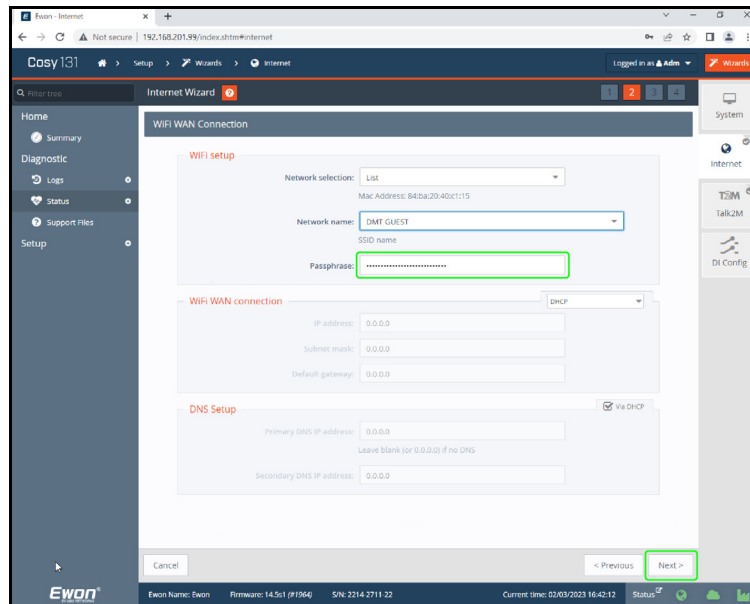 Ewon - Internet
Not secure | 192.168.201.99/index.shtm#internet
Cosy 131 > Setup > Wizards > Internet
Logged in as Adm
Wizards
Filter tree
Internet Wizard
1 2 3 4
Home
Summary
Diagnostic
Logs
Status
Support Files
Setup
WiFi WAN Connection
WiFi setup
Network selection: List
Mac Address: 84:ba:20:40:c1:15
Network name: DMT GUEST
SSID name
Passphrase:
WiFi WAN connection
DHCP
IP address: 0.0.0.0
Subnet mask: 0.0.0.0
Default gateway: 0.0.0.0
DNS Setup
Via DHCP
Primary DNS IP address: 0.0.0.0
Leave blank (or 0.0.0.0) if no DNS
Secondary DNS IP address: 0.0.0.0
System
Internet
T2M
Talk2M
DI Config
Cancel
< Previous
Next >
Ewon
Ewon Name: Ewon Firmware: 14.5s1 (#1964) S/N: 2214-2711-22 Current time: 02/03/2023 16:42:12 Status